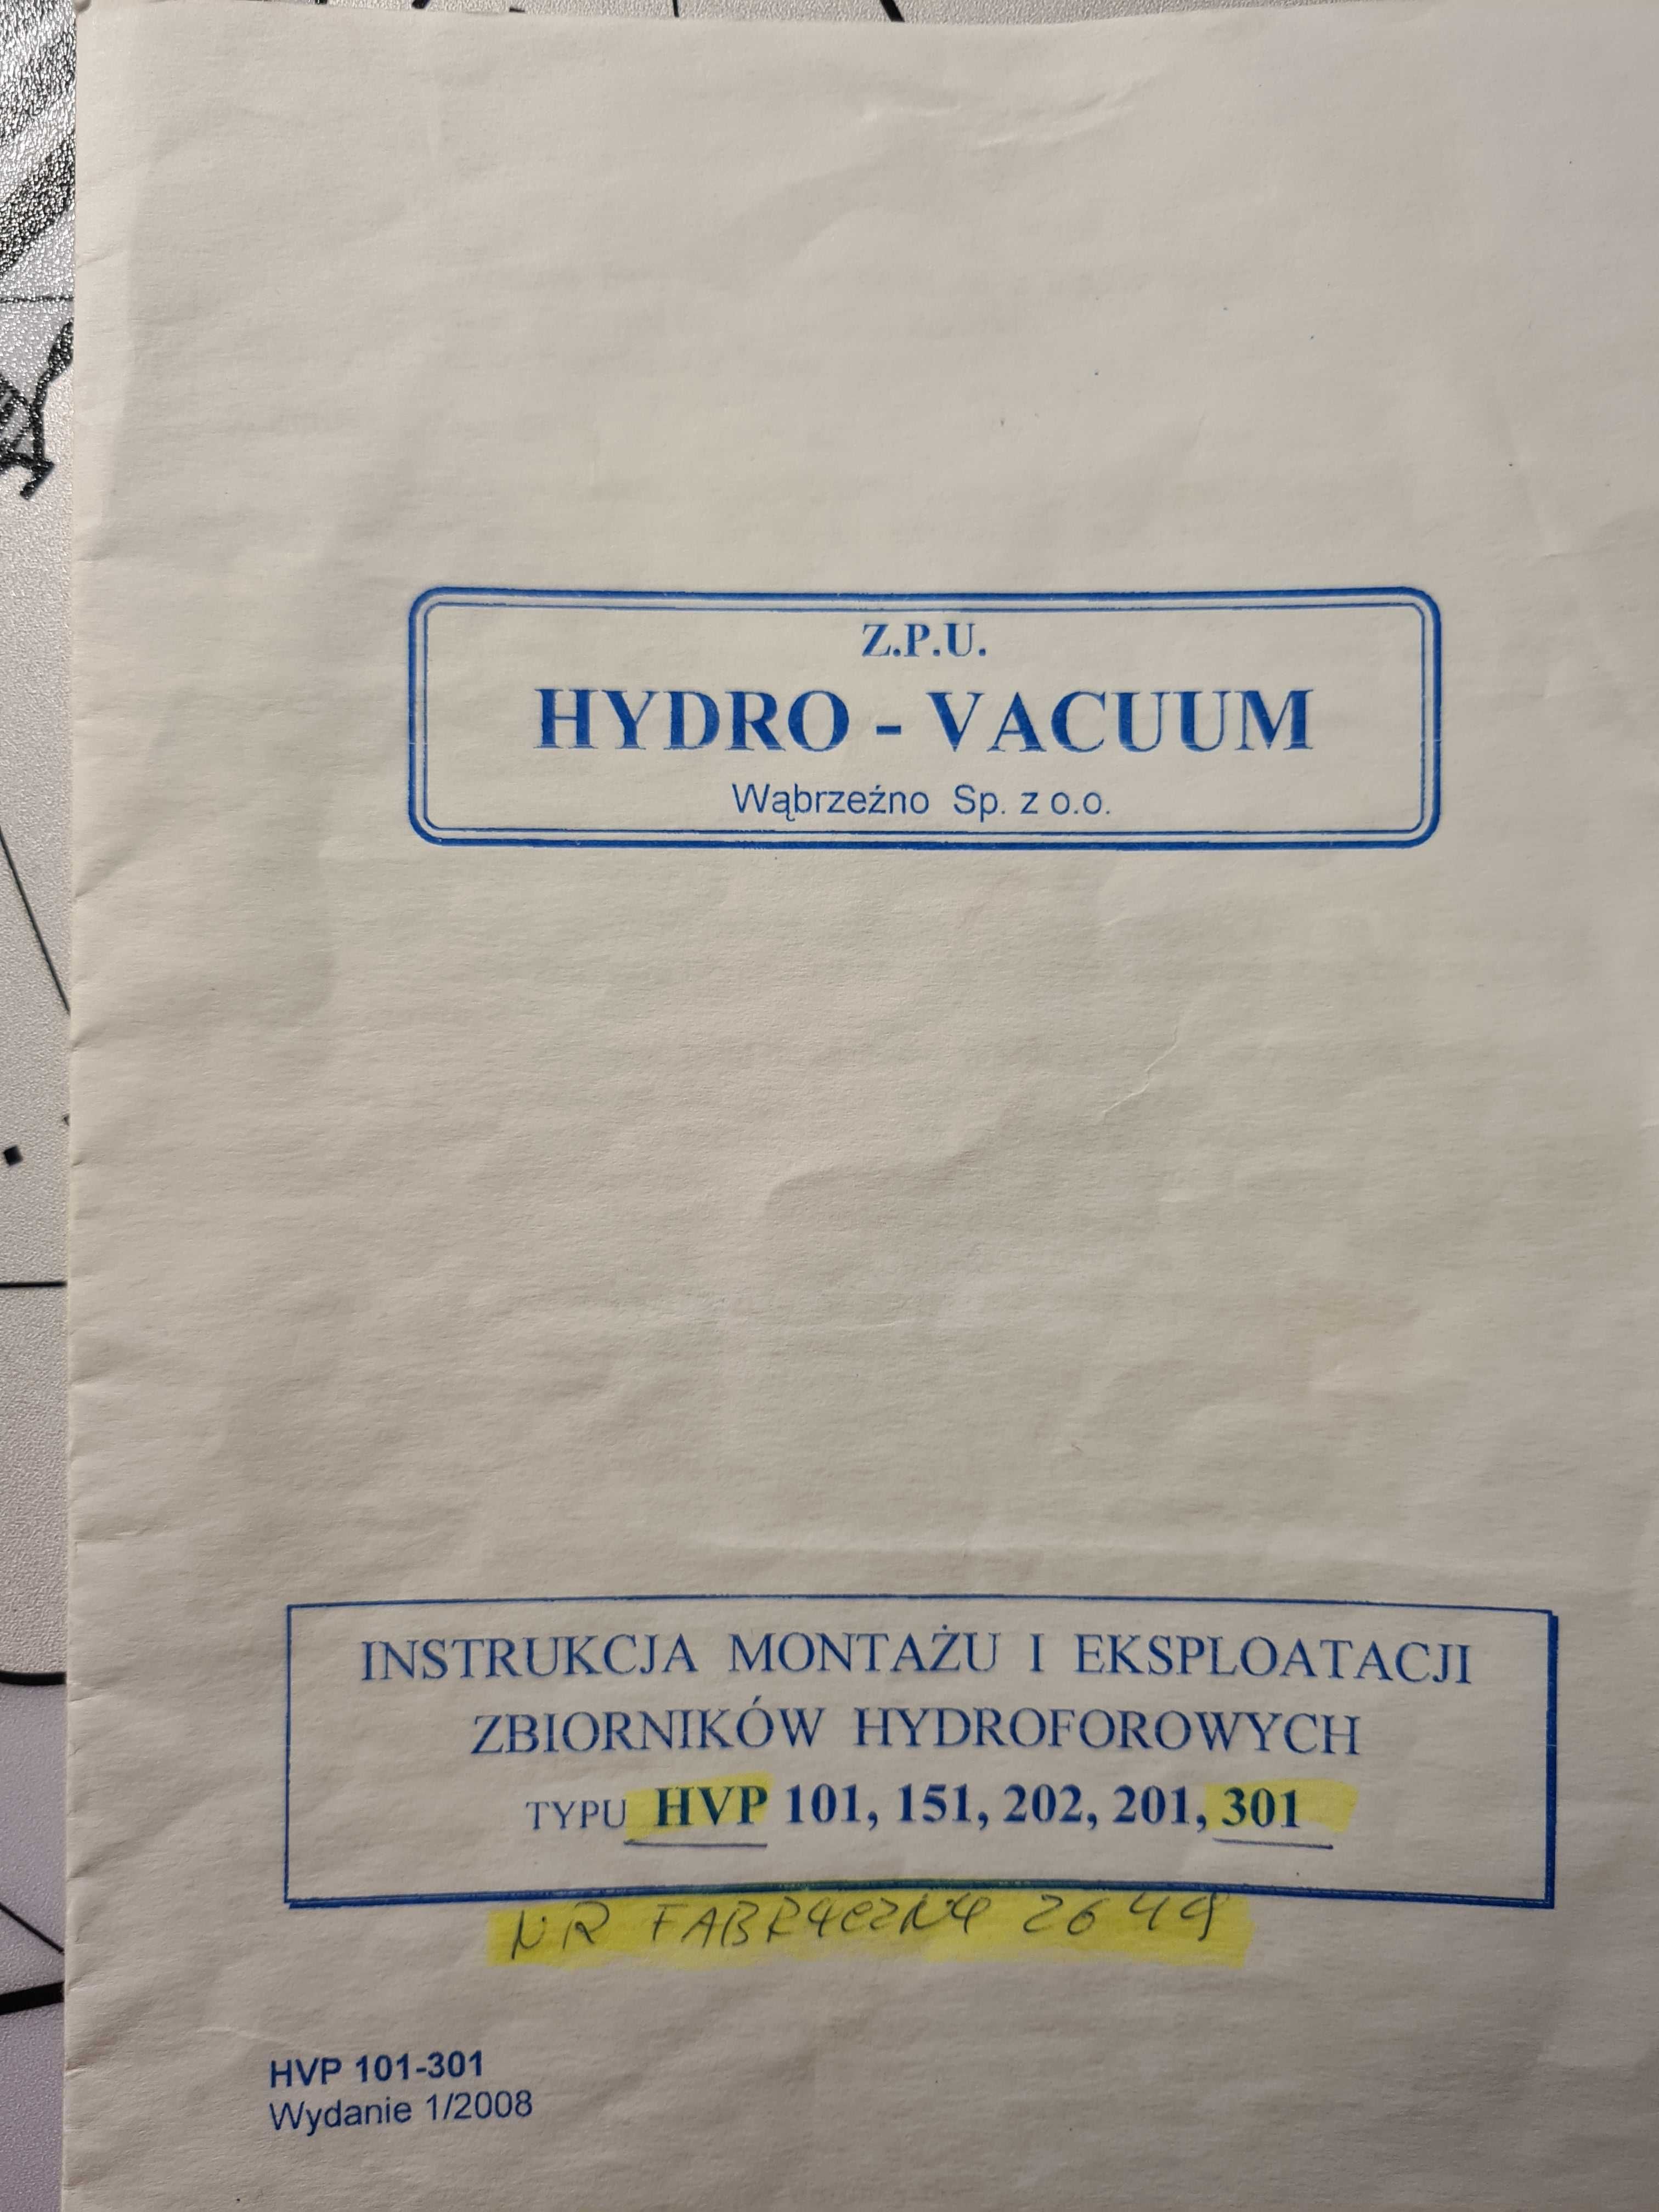 Z.P.U.
HYDRO - VACUUM
Wąbrzeźno Sp. z o.o.
INSTRUKCJA MONTAŻU I EKSPLOATACJI
ZBIORNIKÓW HYDROFOROWYCH
TYPU HVP 101, 151, 202, 201, 301
NR FABRYCZNY 2649
HVP 101-301
Wydanie 1/2008